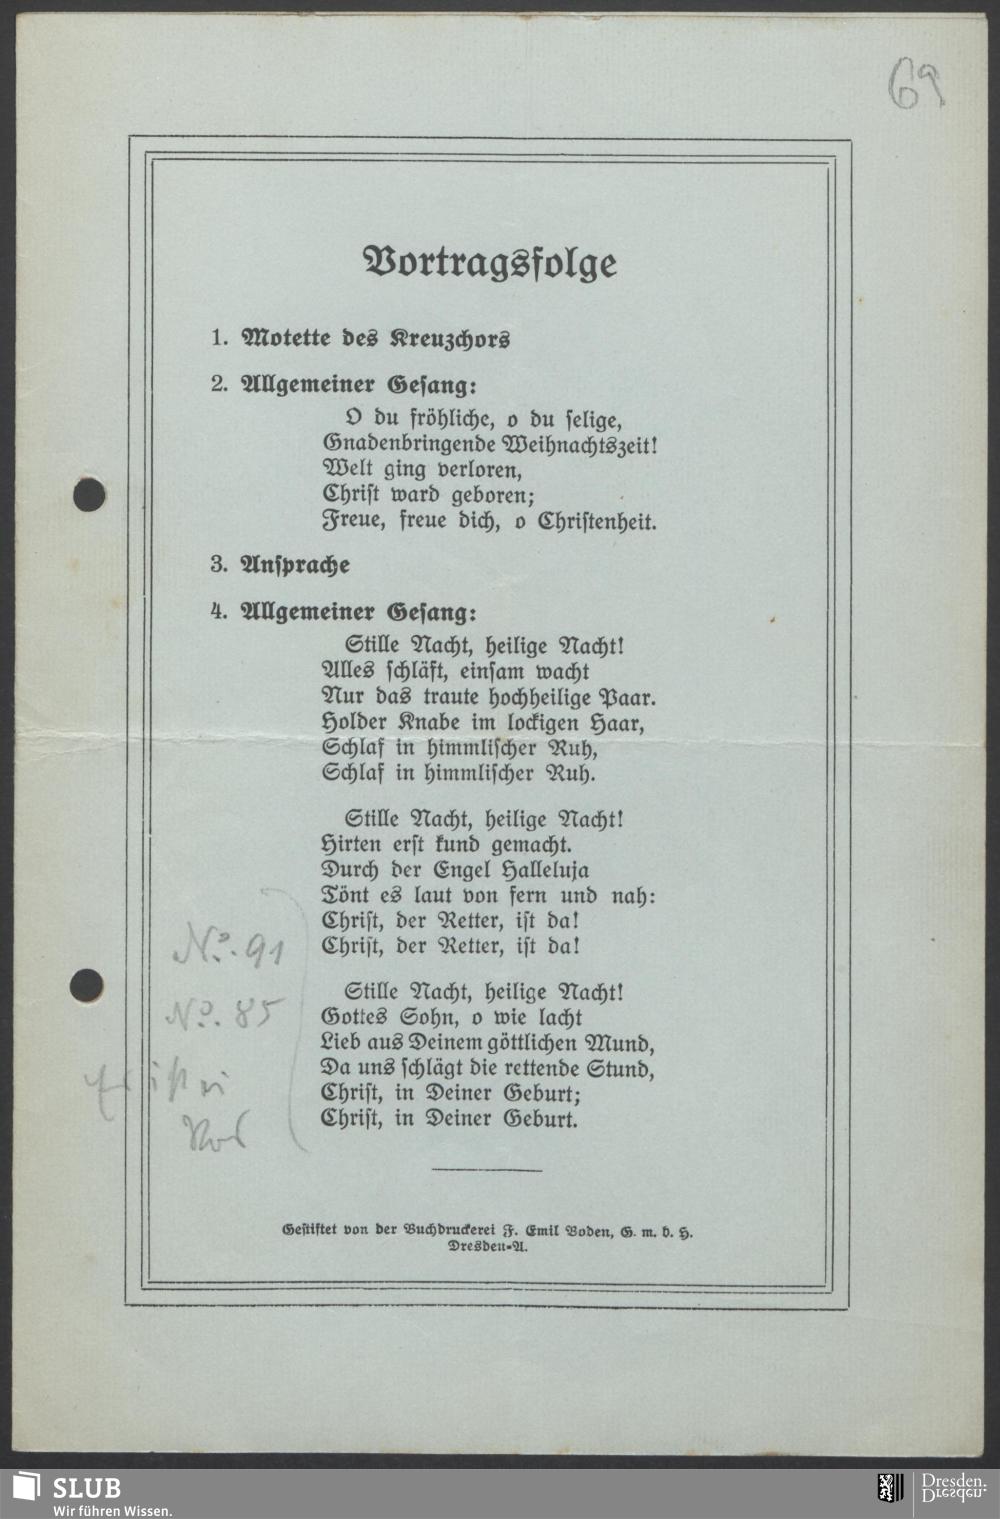 69
Vortragsfolge
1. Motette des Kreuzchors
2. Allgemeiner Gesang:
O du fröhliche, o du selige,
Gnadenbringende Weihnachtszeit!
Welt ging verloren,
Christ ward geboren;
Freue, freue dich, o Christenheit.
3. Ansprache
4. Allgemeiner Gesang:
Stille Nacht, heilige Nacht!
Alles schläft, einsam wacht
Nur das traute hochheilige Paar.
Holder Knabe im lockigen Haar,
Schlaf in himmlischer Ruh,
Schlaf in himmlischer Ruh.
Stille Nacht, heilige Nacht!
Hirten erst kund gemacht.
Durch der Engel Halleluja
Tönt es laut von fern und nah:
Christ, der Retter, ist da!
Christ, der Retter, ist da!
Stille Nacht, heilige Nacht!
Gottes Sohn, o wie lacht
Lieb aus Deinem göttlichen Mund,
Da uns schlägt die rettende Stund,
Christ, in Deiner Geburt;
Christ, in Deiner Geburt.
No. 91
No. 85
Gestiftet von der Buchdruckerei F. Emil Boden, G. m. b. H.
Dresden-A.
SLUB
Wir führen Wissen.
Dresden.
Dresden.